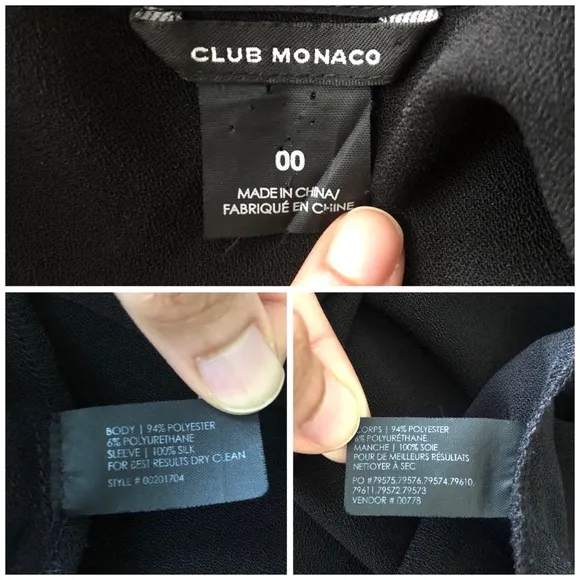 CLUB MONACO
00
MADE IN CHINA/
FABRIQUÉ EN CHINE
BODY | 94% POLYESTER
6% POLYURETHANE
SLEEVE | 100% SILK
FOR BEST RESULTS DRY CLEAN
STYLE # 00201704
CORPS | 94% POLYESTER
6% POLYURÉTHANE
MANCHE | 100% SOIE
POUR DE MEILLEURS RÉSULTATS
NETTOYER À SEC
PO #79575,79576,79574,79610,
79611,79572,79573
VENDOR # 00778